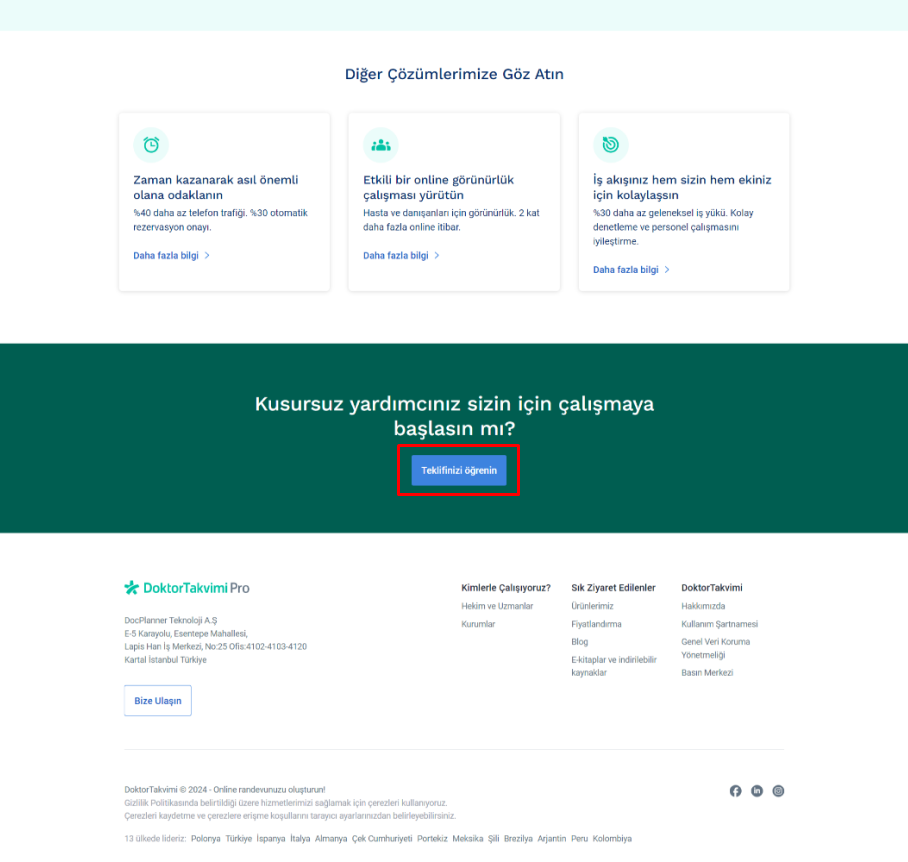 Diğer Çözümlerimize Göz Atın
Zaman kazanarak asıl önemli
olana odaklanın
%40 daha az telefon trafiği. %30 otomatik
rezervasyon onayı.
Daha fazla bilgi
Etkili bir online görünürlük
çalışması yürütün
Hasta ve danışanları için görünürlük. 2 kat
daha fazla online itibar.
Daha fazla bilgi
İş akışınız hem sizin hem ekiniz
için kolaylaşsın
%30 daha az geleneksel iş yükü. Kolay
denetleme ve personel çalışmasını
iyileştirme.
Daha fazla bilgi
Kusursuz yardımcınız sizin için çalışmaya
başlasın mı?
Teklifinizi öğrenin
DoktorTakvimi Pro
DocPlanner Teknoloji A.Ş
E-5 Karayolu, Esentepe Mahallesi,
Lapis Han İş Merkezi, No:25 Ofis:4102-4103-4120
Kartal İstanbul Türkiye
Bize Ulaşın
Kimlerle Çalışıyoruz?
Hekim ve Uzmanlar
Kurumlar
Sık Ziyaret Edilenler
Ürünlerimiz
Fiyatlandırma
Blog
E-kitaplar ve indirilebilir
kaynaklar
DoktorTakvimi
Hakkımızda
Kullanım Şartnamesi
Genel Veri Koruma
Yönetmeliği
Basın Merkezi
DoktorTakvimi © 2024 - Online randevunuzu oluşturun!
Gizlilik Politikasında belirtildiği üzere hizmetlerimizi sağlamak için çerezleri kullanıyoruz.
Çerezleri kaydetme ve çerezlere erişme koşullarını tarayıcı ayarlarınızdan belirleyebilirsiniz.
13 ülkede lideriz: Polonya Türkiye İspanya İtalya Almanya Çek Cumhuriyeti Portekiz Meksika Şili Brezilya Arjantin Peru Kolombiya